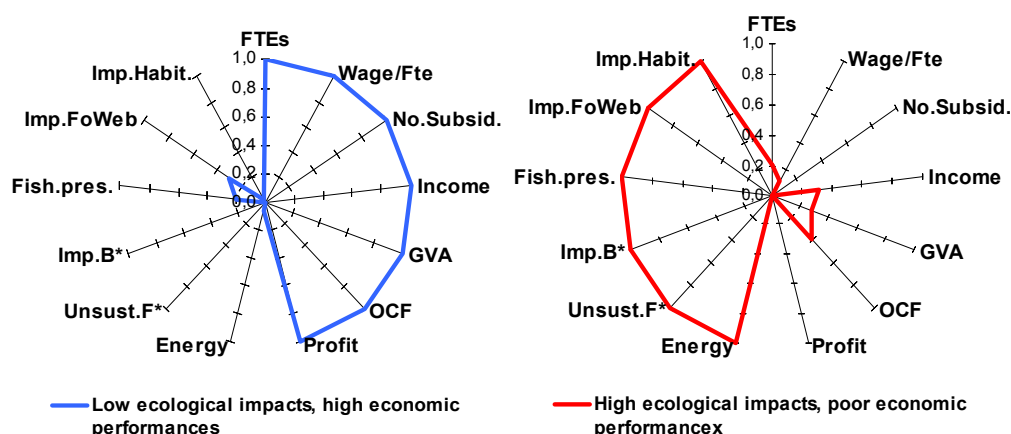 FTEs
1,0
0,8
0,6
0,4
0,2
0,0
Wage/Fte
No.Subsid.
Income
GVA
OCF
Profit
Energy
Unsust.F*
Imp.B*
Fish.pres.
Imp.FoWeb
Imp.Habit.
Low ecological impacts, high economic
performances
FTEs
1,0
0,8
0,6
0,4
0,2
0,0
Wage/Fte
No.Subsid.
Income
GVA
OCF
Profit
Energy
Unsust.F*
Imp.B*
Fish.pres.
Imp.FoWeb
Imp.Habit.
High ecological impacts, poor economic
performancex